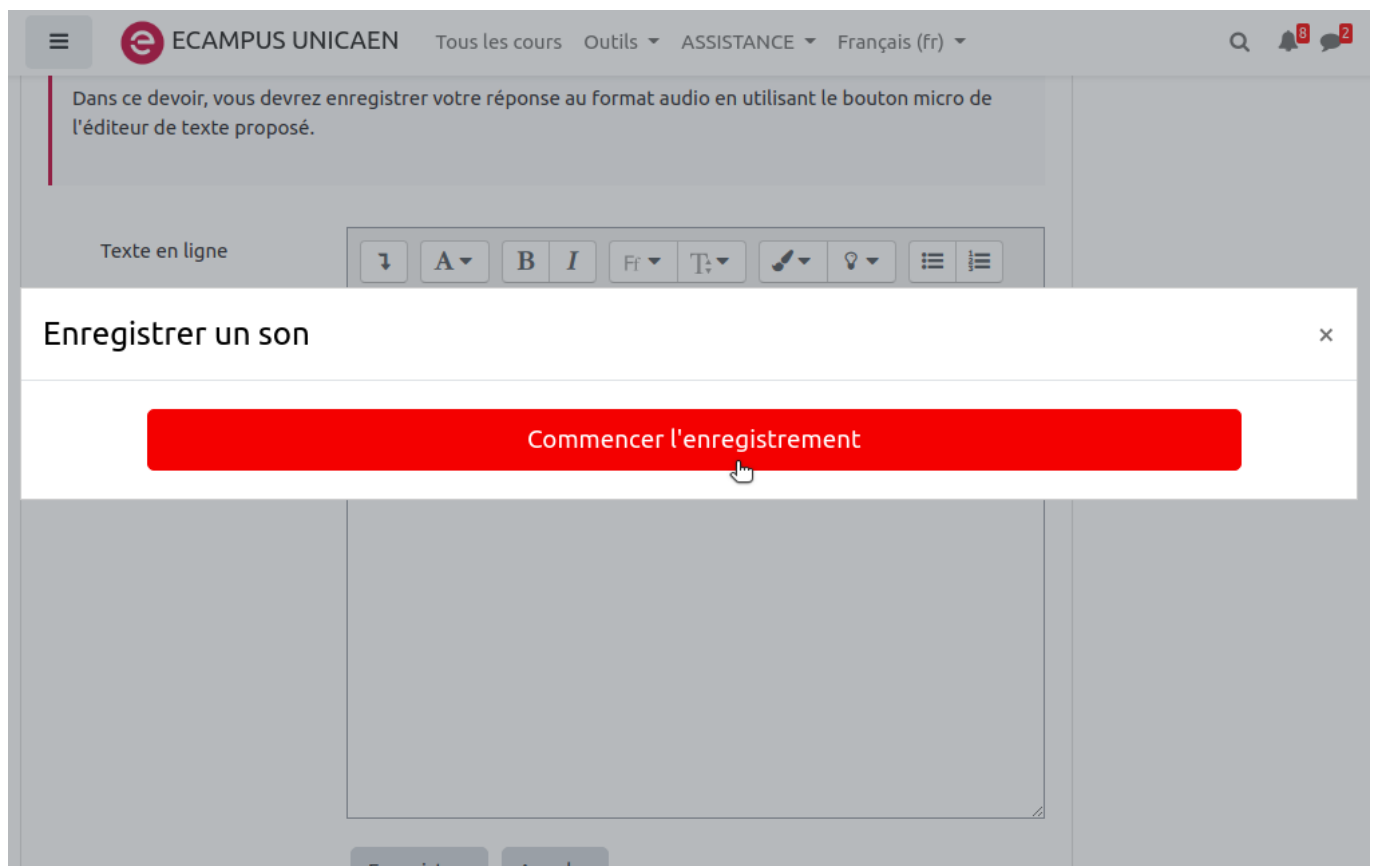 ECAMPUS UNICAEN Tous les cours Outils ASSISTANCE Français (fr) 8 2
Dans ce devoir, vous devrez enregistrer votre réponse au format audio en utilisant le bouton micro de
l'éditeur de texte proposé.
Texte en ligne
A B I Ff T
Enregistrer un son ×
Commencer l'enregistrement